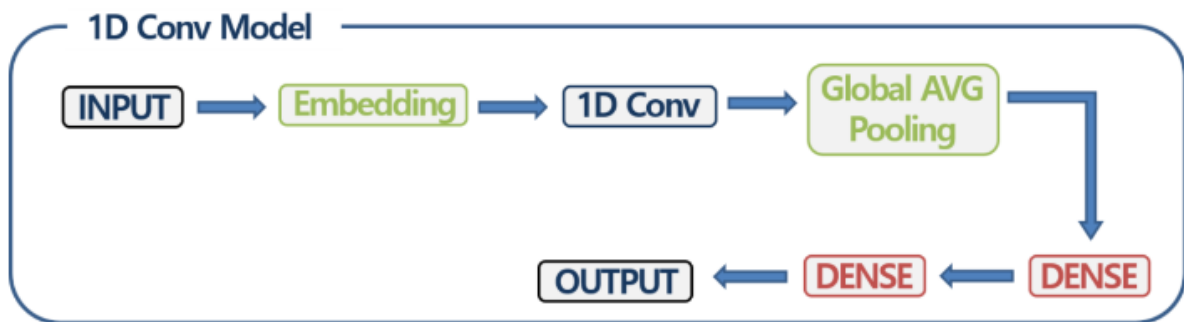 1D Conv Model
INPUT
Embedding
1D Conv
Global AVG
Pooling
DENSE
DENSE
OUTPUT